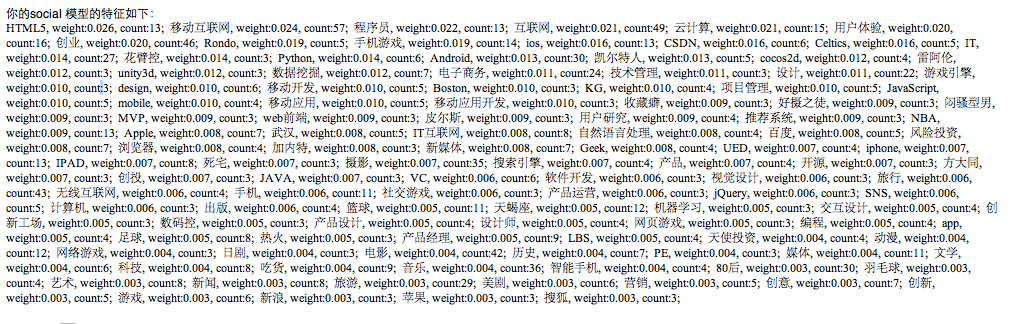 你的social 模型的特征如下：
HTML5, weight:0.026, count:13;  移动互联网, weight:0.024, count:57;  程序员, weight:0.022, count:13;  互联网, weight:0.021, count:49;  云计算, weight:0.021, count:15;  用户体验, weight:0.020,
count:16;  创业, weight:0.020, count:46;  Rondo, weight:0.019, count:5;  手机游戏, weight:0.019, count:14;  ios, weight:0.016, count:13;  CSDN, weight:0.016, count:6;  Celtics, weight:0.016, count:5;  IT,
weight:0.014, count:27;  花臂控, weight:0.014, count:3;  Python, weight:0.014, count:6;  Android, weight:0.013, count:30;  凯尔特人, weight:0.013, count:5;  cocos2d, weight:0.012, count:4;  雷阿伦,
weight:0.012, count:3;  unity3d, weight:0.012, count:3;  数据挖掘, weight:0.012, count:7;  电子商务, weight:0.011, count:24;  技术管理, weight:0.011, count:3;  设计, weight:0.011, count:22;  游戏引擎,
weight:0.010, count:3;  design, weight:0.010, count:6;  移动开发, weight:0.010, count:5;  Boston, weight:0.010, count:3;  KG, weight:0.010, count:4;  项目管理, weight:0.010, count:5;  JavaScript,
weight:0.010, count:5;  mobile, weight:0.010, count:4;  移动应用, weight:0.010, count:5;  移动应用开发, weight:0.010, count:3;  收藏癖, weight:0.009, count:3;  好摄之徒, weight:0.009, count:3;  闷骚型男,
weight:0.009, count:3;  MVP, weight:0.009, count:3;  web前端, weight:0.009, count:3;  皮尔斯, weight:0.009, count:3;  用户研究, weight:0.009, count:4;  推荐系统, weight:0.009, count:3;  NBA,
weight:0.009, count:13;  Apple, weight:0.008, count:7;  武汉, weight:0.008, count:5;  IT互联网, weight:0.008, count:8;  自然语言处理, weight:0.008, count:4;  百度, weight:0.008, count:5;  风险投资,
weight:0.008, count:7;  浏览器, weight:0.008, count:4;  加内特, weight:0.008, count:3;  新媒体, weight:0.008, count:7;  Geek, weight:0.008, count:4;  UED, weight:0.007, count:4;  iphone, weight:0.007,
count:13;  IPAD, weight:0.007, count:8;  死宅, weight:0.007, count:3;  摄影, weight:0.007, count:35;  搜索引擎, weight:0.007, count:4;  产品, weight:0.007, count:4;  开源, weight:0.007, count:3;  方大同,
weight:0.007, count:3;  创投, weight:0.007, count:3;  JAVA, weight:0.007, count:3;  VC, weight:0.006, count:6;  软件开发, weight:0.006, count:3;  视觉设计, weight:0.006, count:3;  旅行, weight:0.006,
count:43;  无线互联网, weight:0.006, count:4;  手机, weight:0.006, count:11;  社交游戏, weight:0.006, count:3;  产品运营, weight:0.006, count:3;  jQuery, weight:0.006, count:3;  SNS, weight:0.006,
count:5;  计算机, weight:0.006, count:3;  出版, weight:0.006, count:4;  篮球, weight:0.005, count:11;  天蝎座, weight:0.005, count:12;  机器学习, weight:0.005, count:3;  交互设计, weight:0.005, count:4;  创
新工场, weight:0.005, count:3;  数码控, weight:0.005, count:3;  产品设计, weight:0.005, count:4;  设计师, weight:0.005, count:4;  网页游戏, weight:0.005, count:3;  编程, weight:0.005, count:4;  app,
weight:0.005, count:4;  足球, weight:0.005, count:8;  热火, weight:0.005, count:3;  产品经理, weight:0.005, count:9;  LBS, weight:0.005, count:4;  天使投资, weight:0.004, count:4;  动漫, weight:0.004,
count:12;  网络游戏, weight:0.004, count:3;  日剧, weight:0.004, count:3;  电影, weight:0.004, count:42;  历史, weight:0.004, count:7;  PE, weight:0.004, count:3;  媒体, weight:0.004, count:11;  文学,
weight:0.004, count:6;  科技, weight:0.004, count:8;  吃货, weight:0.004, count:9;  音乐, weight:0.004, count:36;  智能手机, weight:0.004, count:4;  80后, weight:0.003, count:30;  羽毛球, weight:0.003,
count:4;  艺术, weight:0.003, count:8;  新闻, weight:0.003, count:8;  旅游, weight:0.003, count:29;  美剧, weight:0.003, count:6;  营销, weight:0.003, count:5;  创意, weight:0.003, count:7;  创新,
weight:0.003, count:5;  游戏, weight:0.003, count:6;  新浪, weight:0.003, count:3;  苹果, weight:0.003, count:3;  搜狐, weight:0.003, count:3;